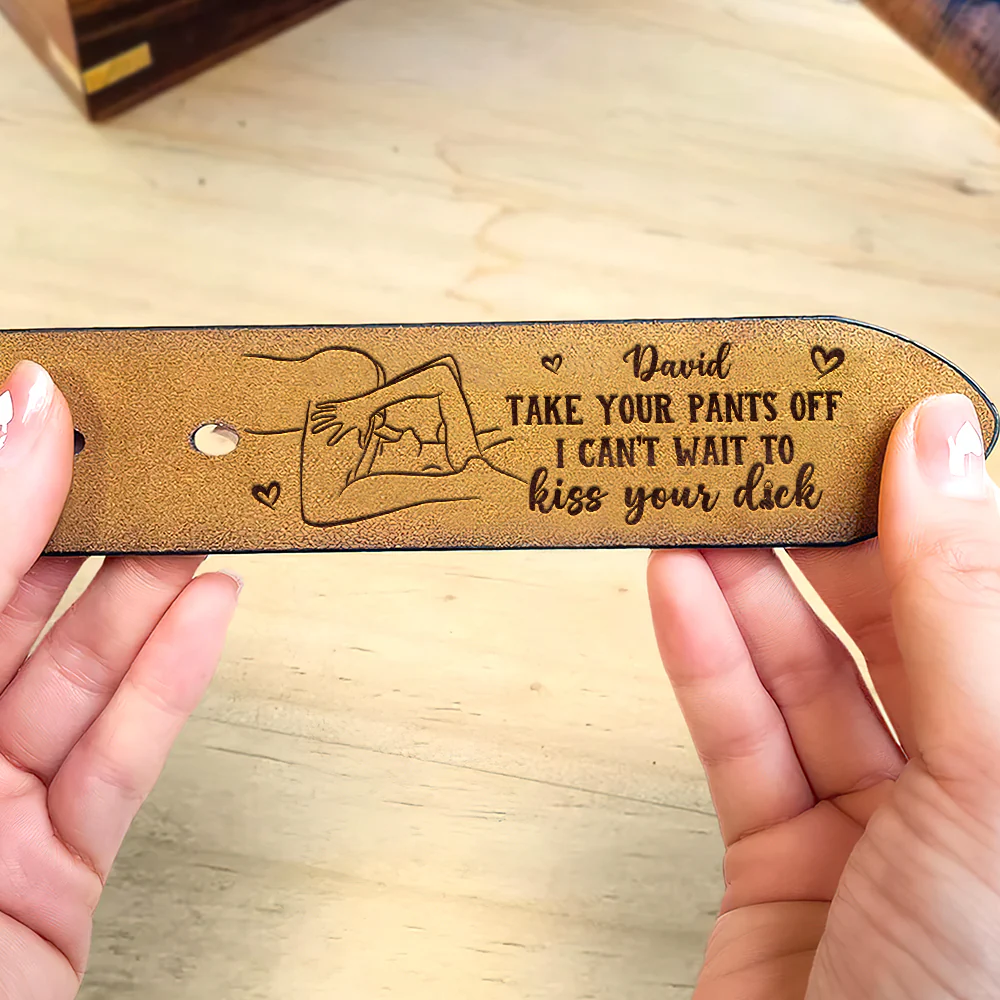 David
TAKE YOUR PANTS OFF
I CAN'T WAIT TO
kiss your dick